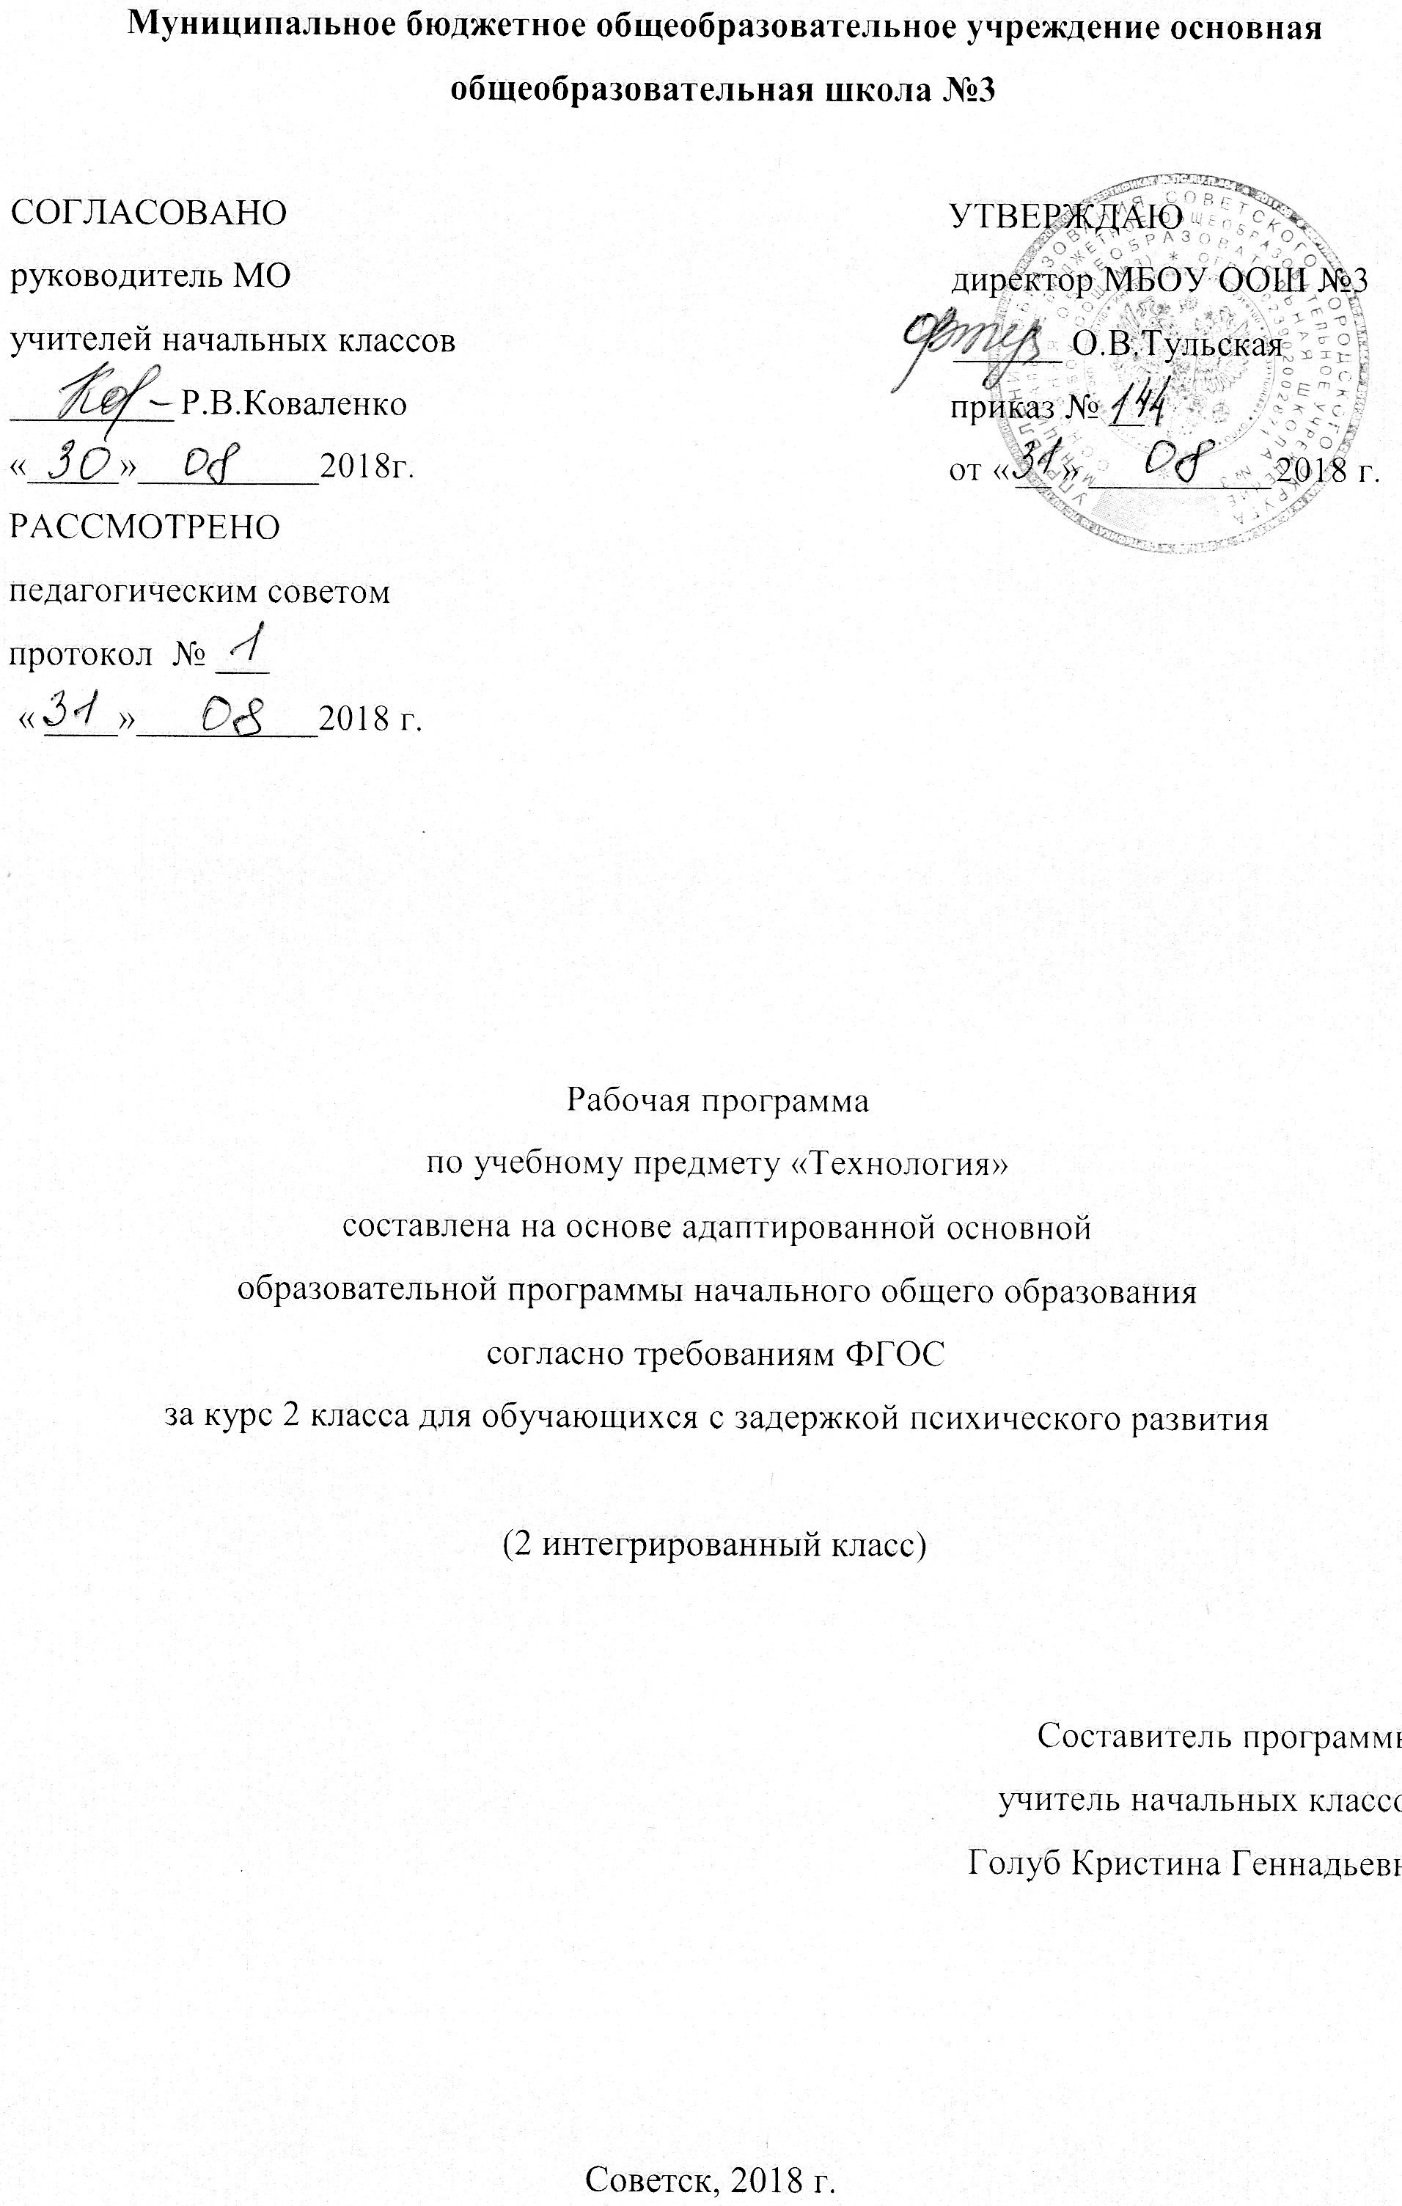 Муниципальное бюджетное общеобразовательное учреждение основная
общеобразовательная школа №3
СОГЛАСОВАНО
руководитель МО
учителей начальных классов
Р.В.Коваленко
«30» 08 2018г.
РАССМОТРЕНО
педагогическим советом
протокол № 1
«31» 08 2018 г.
УТВЕРЖДАЮ
директор МБОУ ООШ №3
О.В.Тульская
приказ № 144
от «31» 08 2018 г.
Рабочая программа
по учебному предмету «Технология»
составлена на основе адаптированной основной
образовательной программы начального общего образования
согласно требованиям ФГОС
за курс 2 класса для обучающихся с задержкой психического развития
(2 интегрированный класс)
Составитель программ
учитель начальных классо
Голуб Кристина Геннадьев
Советск, 2018 г.